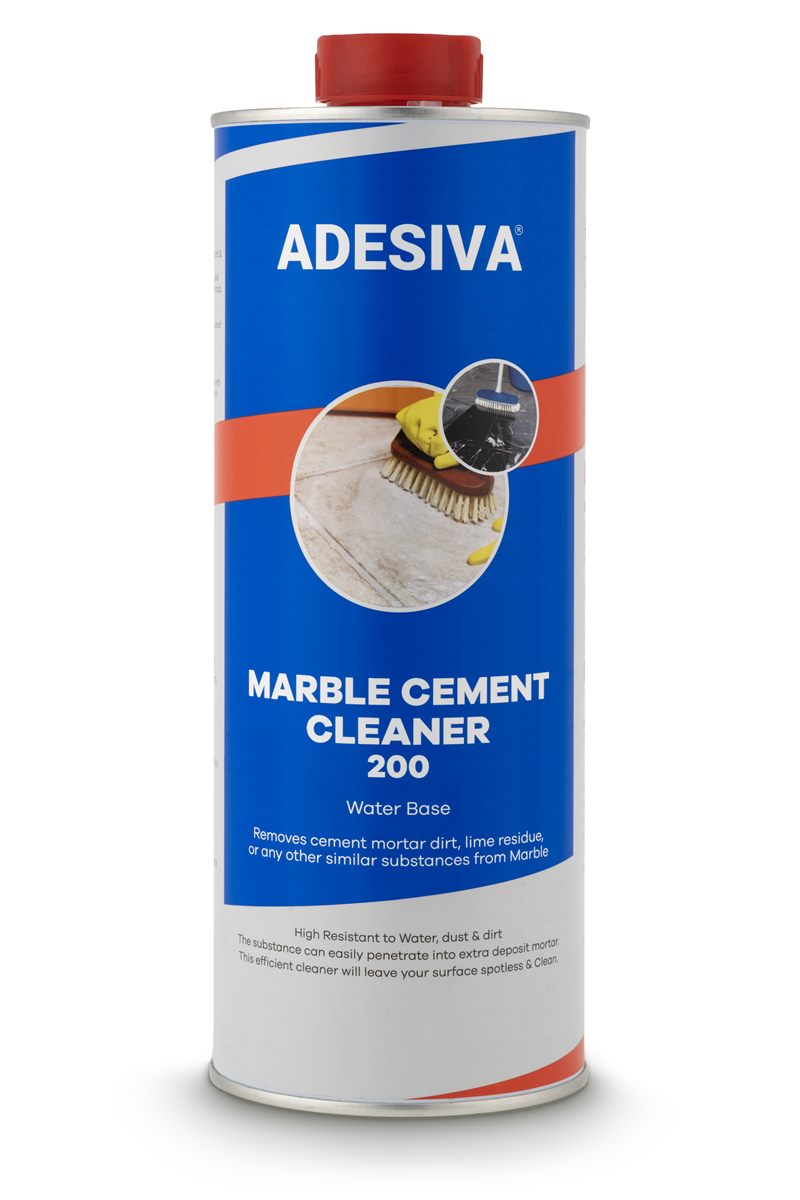 ADESIVA®
MARBLE CEMENT
CLEANER
200
Water Base
Removes cement mortar dirt, lime residue,
or any other similar substances from Marble
High Resistant to Water, dust & dirt
The substance can easily penetrate into extra deposit mortar.
This efficient cleaner will leave your surface spotless & Clean.